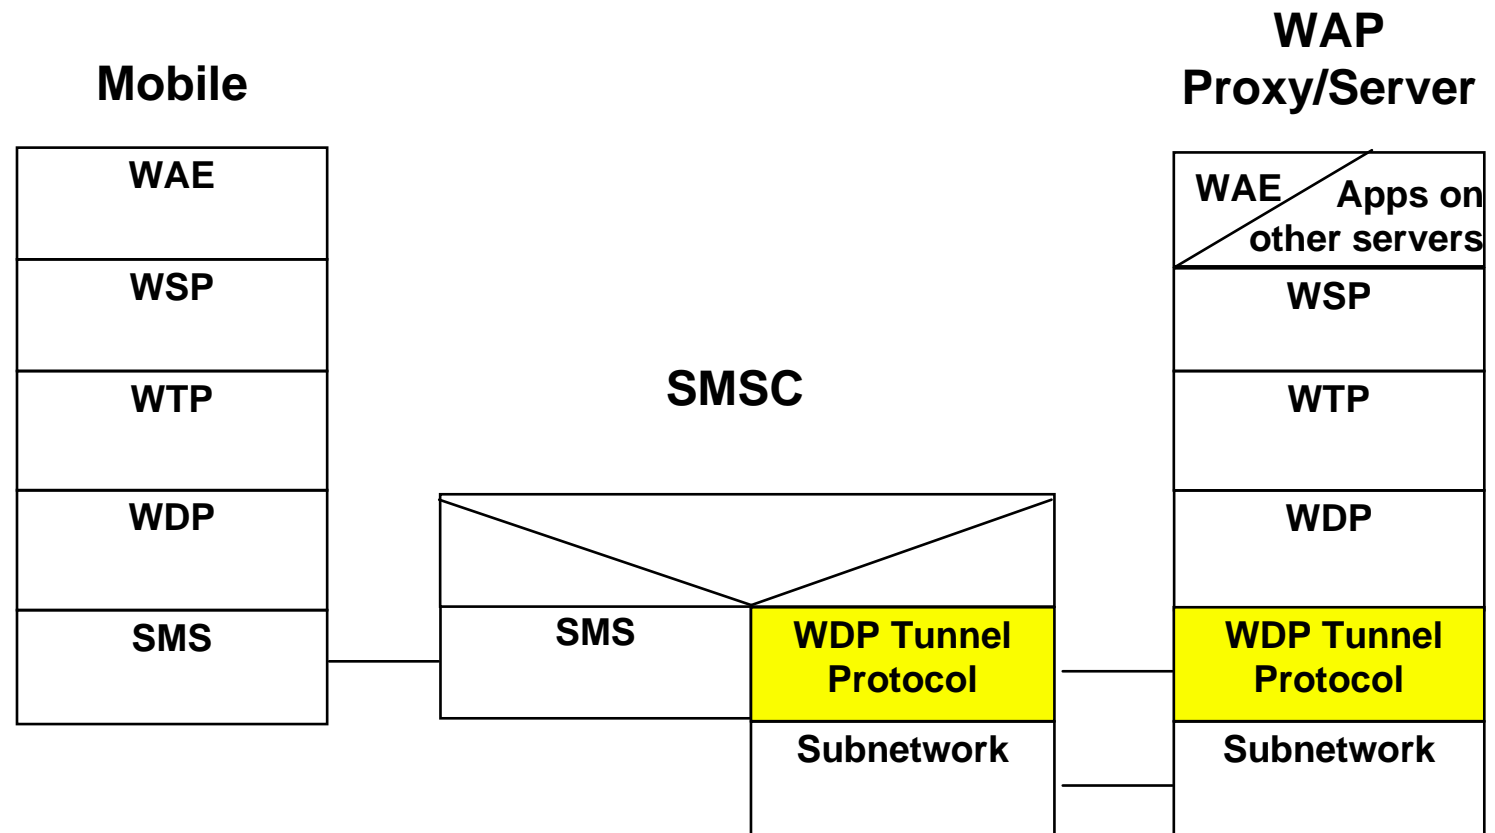 Mobile
WAE
WSP
WTP
WDP
SMS
SMSC
SMS
WDP Tunnel
Protocol
Subnetwork
WAP
Proxy/Server
WAE
Apps on
other servers
WSP
WTP
WDP
WDP Tunnel
Protocol
Subnetwork